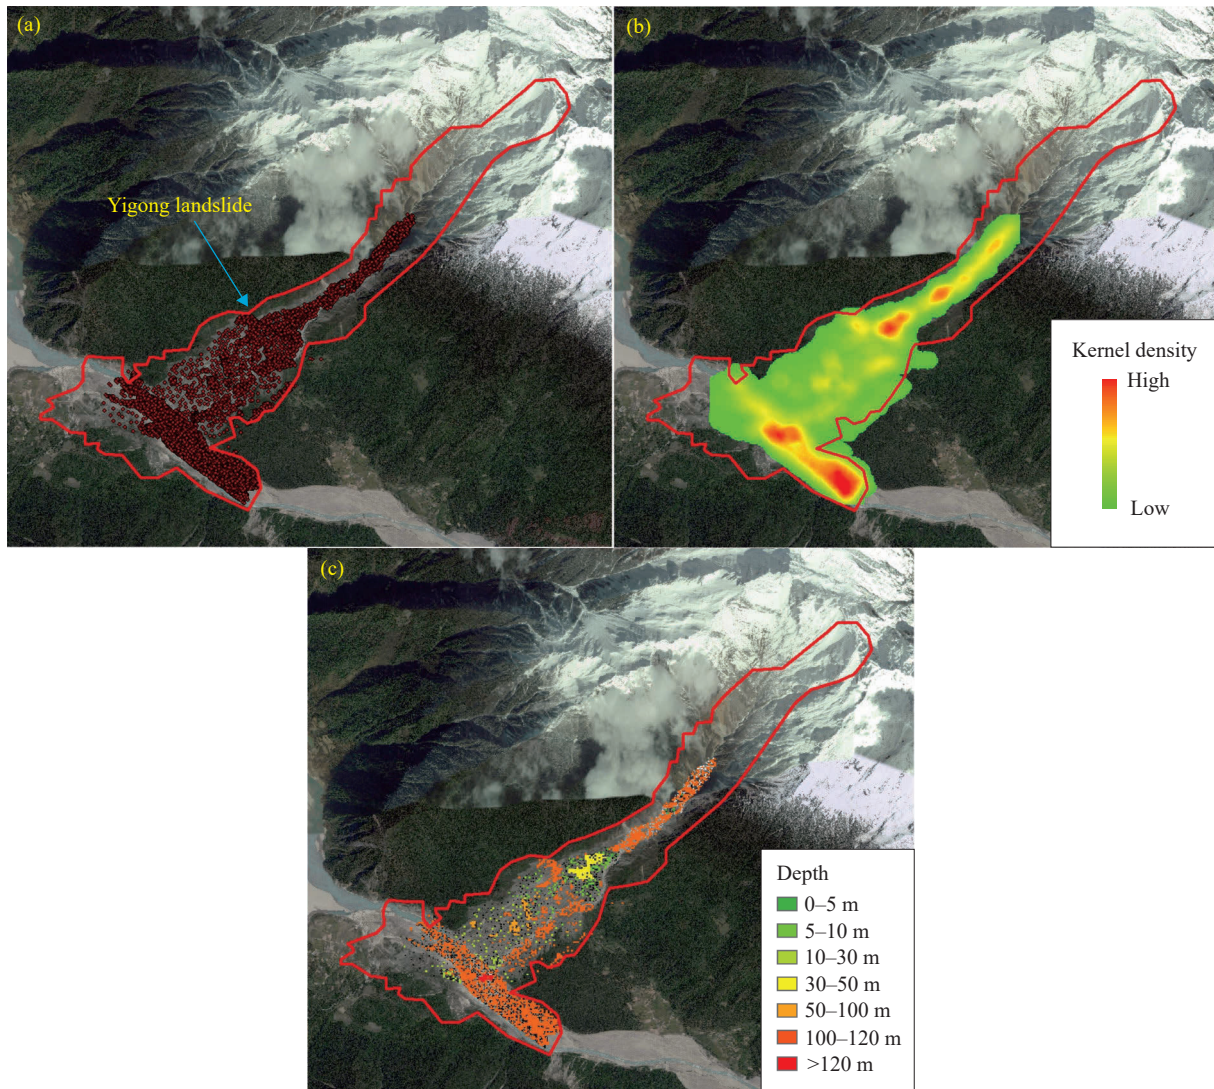 (a)
Yigong landslide
(b)
Kernel density
High
Low
(c)
Depth
0–5 m
5–10 m
10–30 m
30–50 m
50–100 m
100–120 m
>120 m